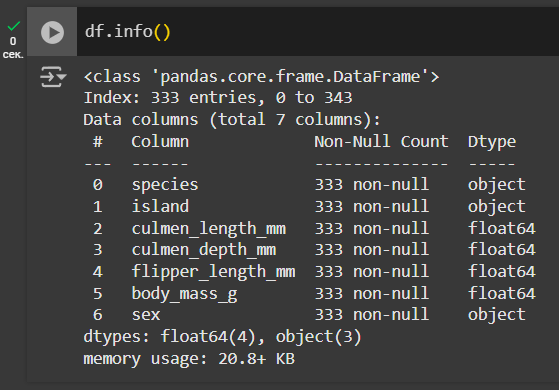 df.info()
0
сек.
<class 'pandas.core.frame.DataFrame'>
Index: 333 entries, 0 to 343
Data columns (total 7 columns):
 #   Column             Non-Null Count  Dtype
---  ------             --------------  -----
 0   species            333 non-null    object
 1   island             333 non-null    object
 2   culmen_length_mm   333 non-null    float64
 3   culmen_depth_mm    333 non-null    float64
 4   flipper_length_mm  333 non-null    float64
 5   body_mass_g        333 non-null    float64
 6   sex                333 non-null    object
dtypes: float64(4), object(3)
memory usage: 20.8+ KB